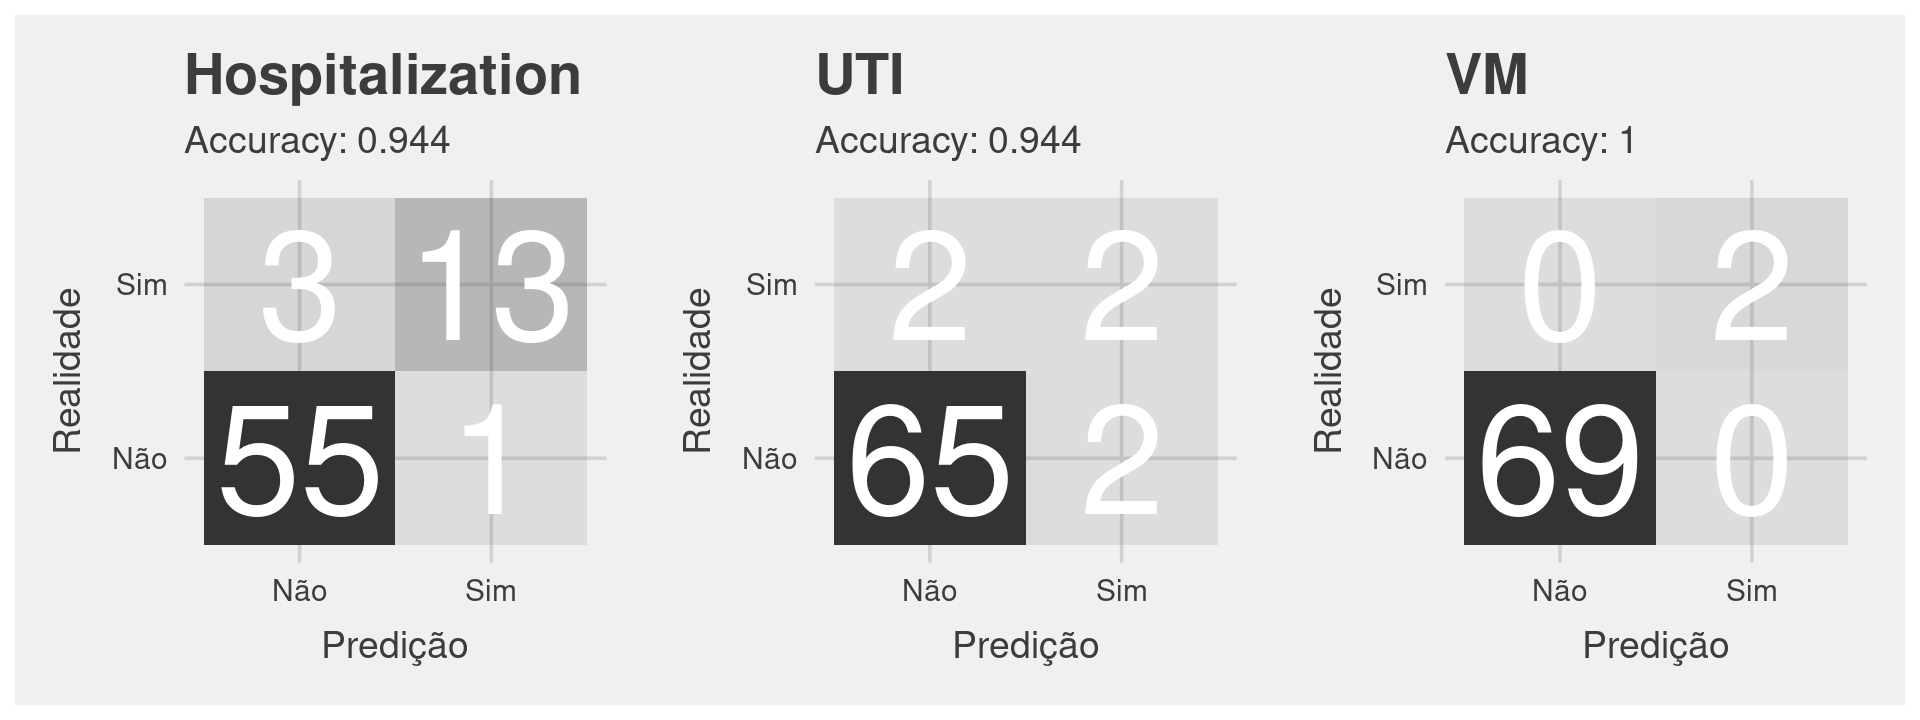 Hospitalization
Accuracy: 0.944
Realidade
Sim
3 13
Não
55 1
Não Sim
Predição
UTI
Accuracy: 0.944
Realidade
Sim
2 2
Não
65 2
Não Sim
Predição
VM
Accuracy: 1
Realidade
Sim
0 2
Não
69 0
Não Sim
Predição